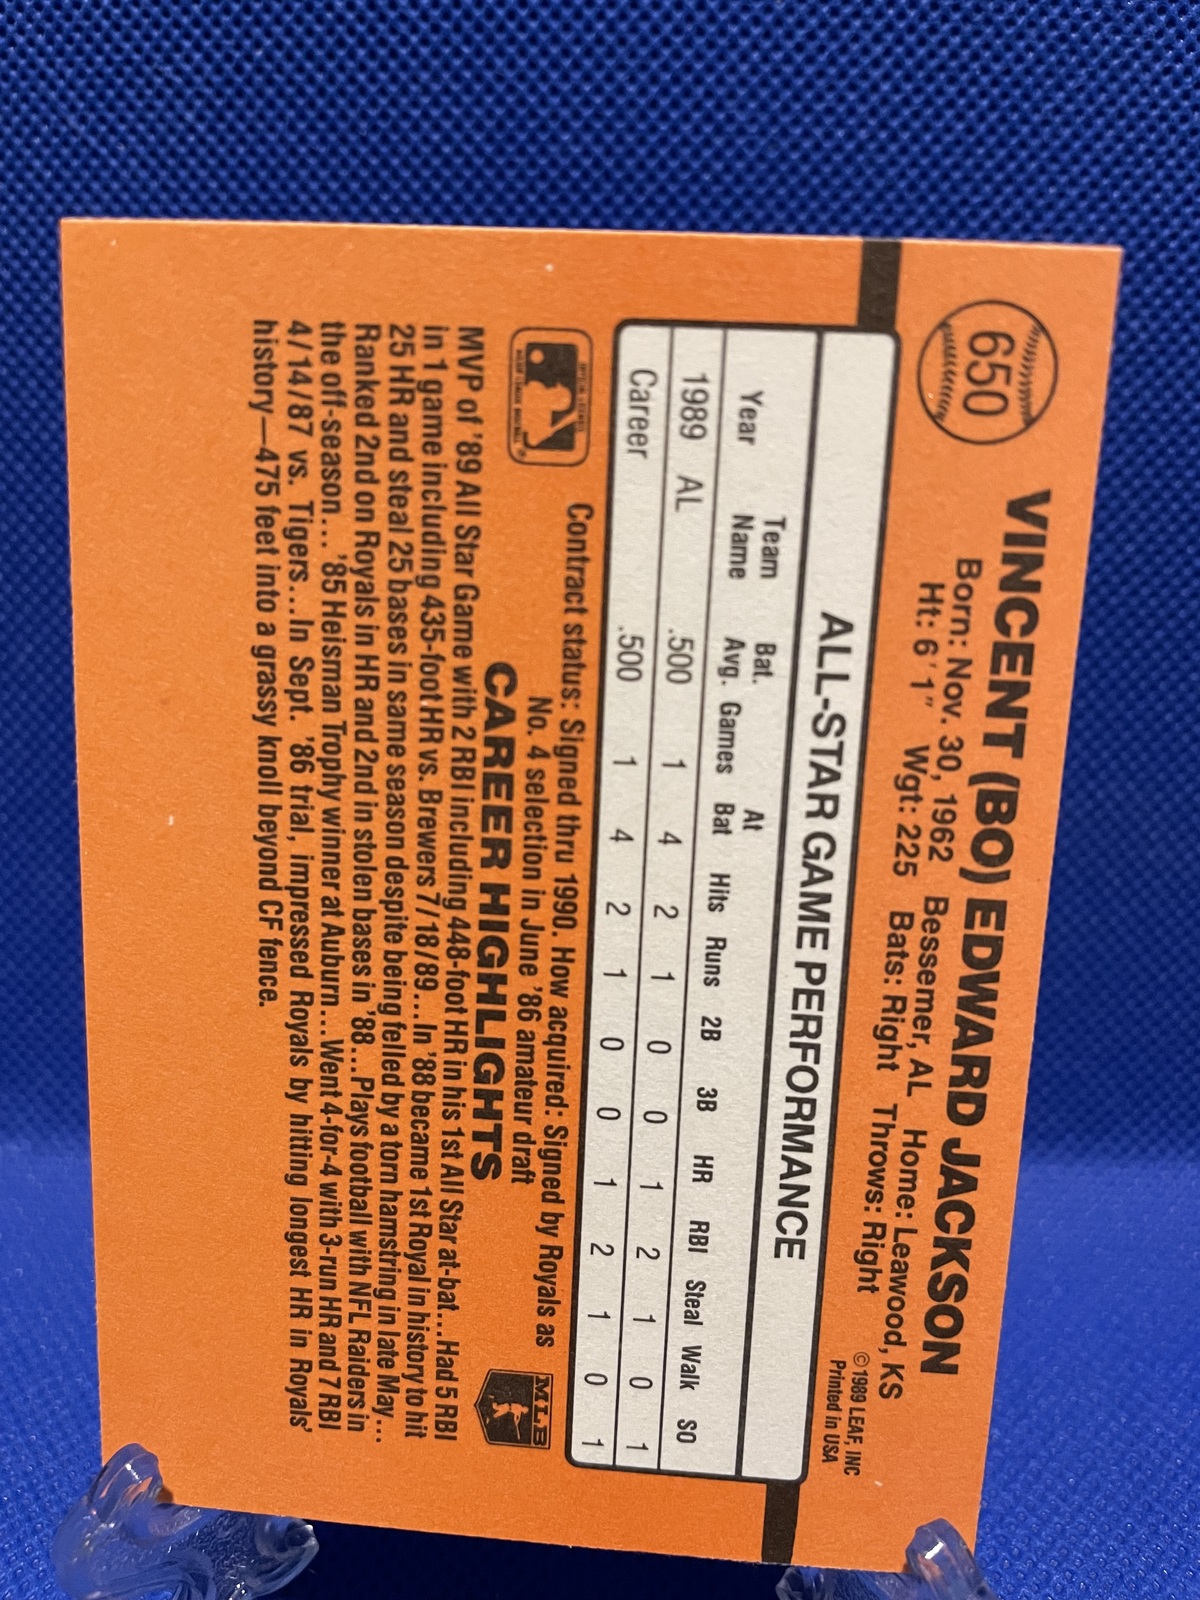 650
VINCENT (BO) EDWARD JACKSON
Born: Nov. 30, 1962 Bessemer, AL Home: Leawood, KS
Ht: 6'1" Wgt: 225 Bats: Right Throws: Right
© 1989 LEAF, INC
Printed in USA
ALL-STAR GAME PERFORMANCE
Year Team Name Bat. Avg. Games At Bat Hits Runs 2B 3B HR RBI Steal Walk SO
1989 AL .500 1 4 2 1 0 0 1 2 1 0 1
Career .500 1 4 2 1 0 0 1 2 1 0 1
Contract status: Signed thru 1990. How acquired: Signed by Royals as
No. 4 selection in June '86 amateur draft
MLB
CAREER HIGHLIGHTS
MVP of '89 All Star Game with 2 RBI including 448-foot HR in his 1st All Star at-bat...Had 5 RBI
in 1 game including 435-foot HR vs. Brewers 7/18/89...In '88 became 1st Royal in history to hit
25 HR and steal 25 bases in same season despite being felled by a torn hamstring in late May...
Ranked 2nd on Royals in HR and 2nd in stolen bases in '88...Plays football with NFL Raiders in
the off-season...'85 Heisman Trophy winner at Auburn...Went 4-for-4 with 3-run HR and 7 RBI
4/14/87 vs. Tigers...In Sept. '86 trial, impressed Royals by hitting longest HR in Royals'
history—475 feet into a grassy knoll beyond CF fence.